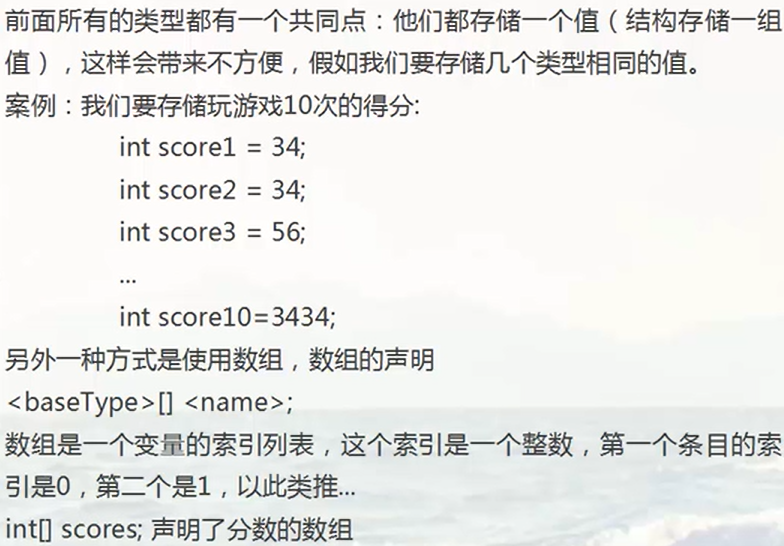 前面所有的类型都有一个共同点：他们都存储一个值（结构存储一组
值），这样会带来不方便，假如我们要存储几个类型相同的值。
案例：我们要存储玩游戏10次的得分:
int score1 = 34;
int score2 = 34;
int score3 = 56;
...
int score10=3434;
另外一种方式是使用数组，数组的声明
<baseType>[] <name>;
数组是一个变量的索引列表，这个索引是一个整数，第一个条目的索
引是0，第二个是1，以此类推...
int[] scores; 声明了分数的数组